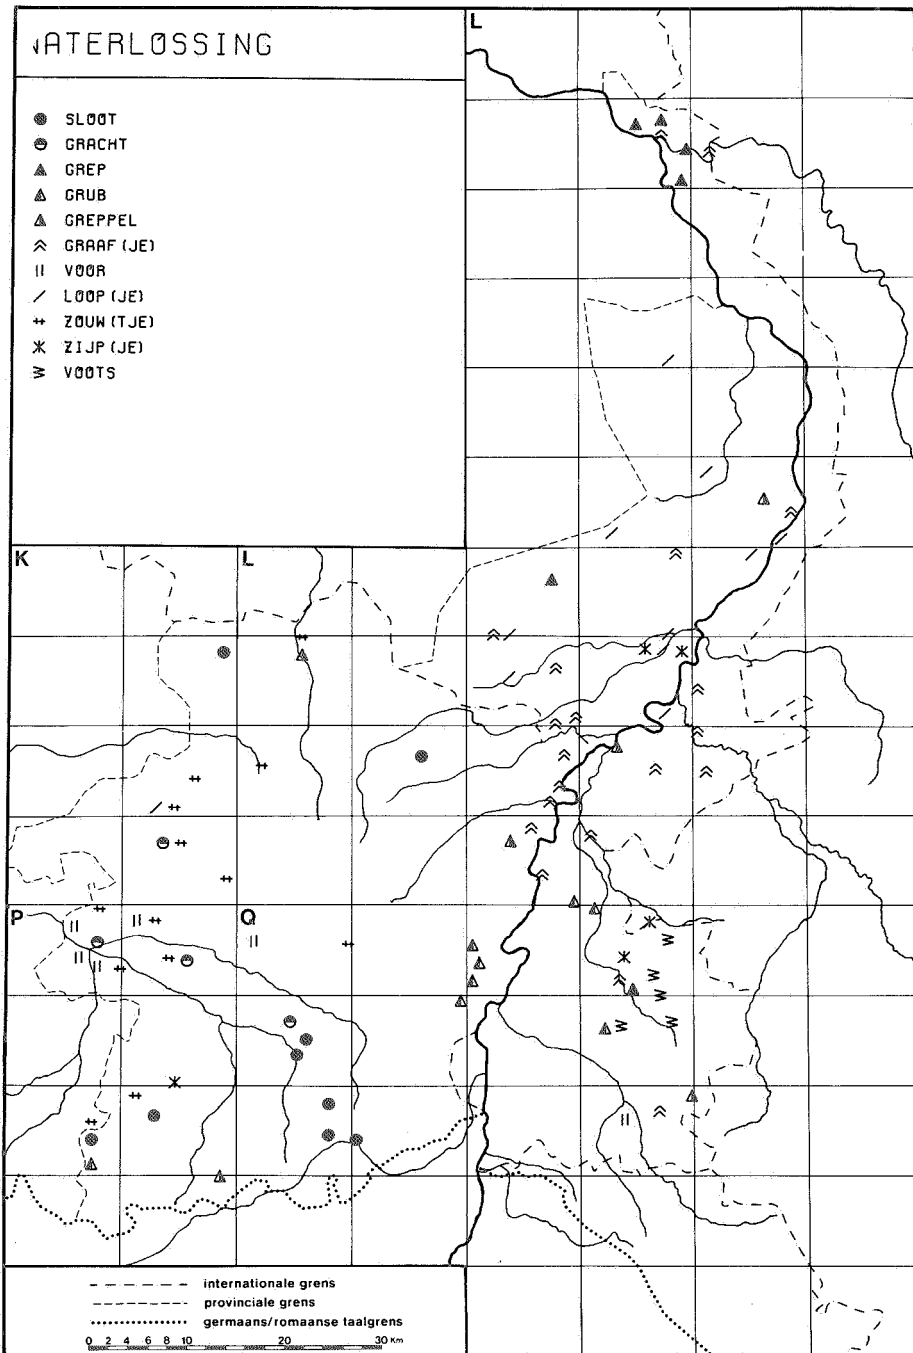 ATERLOSSING
SLOOT
GRACHT
GREP
GRUB
GREPPEL
GRAAF (JE)
VOOR
LOOP (JE)
ZOUW (TJE)
ZIJP (JE)
VOOTS
L
K
L
P
Q
internationale grens
provinciale grens
germaans/romaanse taalgrens
0 2 4 6 8 10 20 30 Km